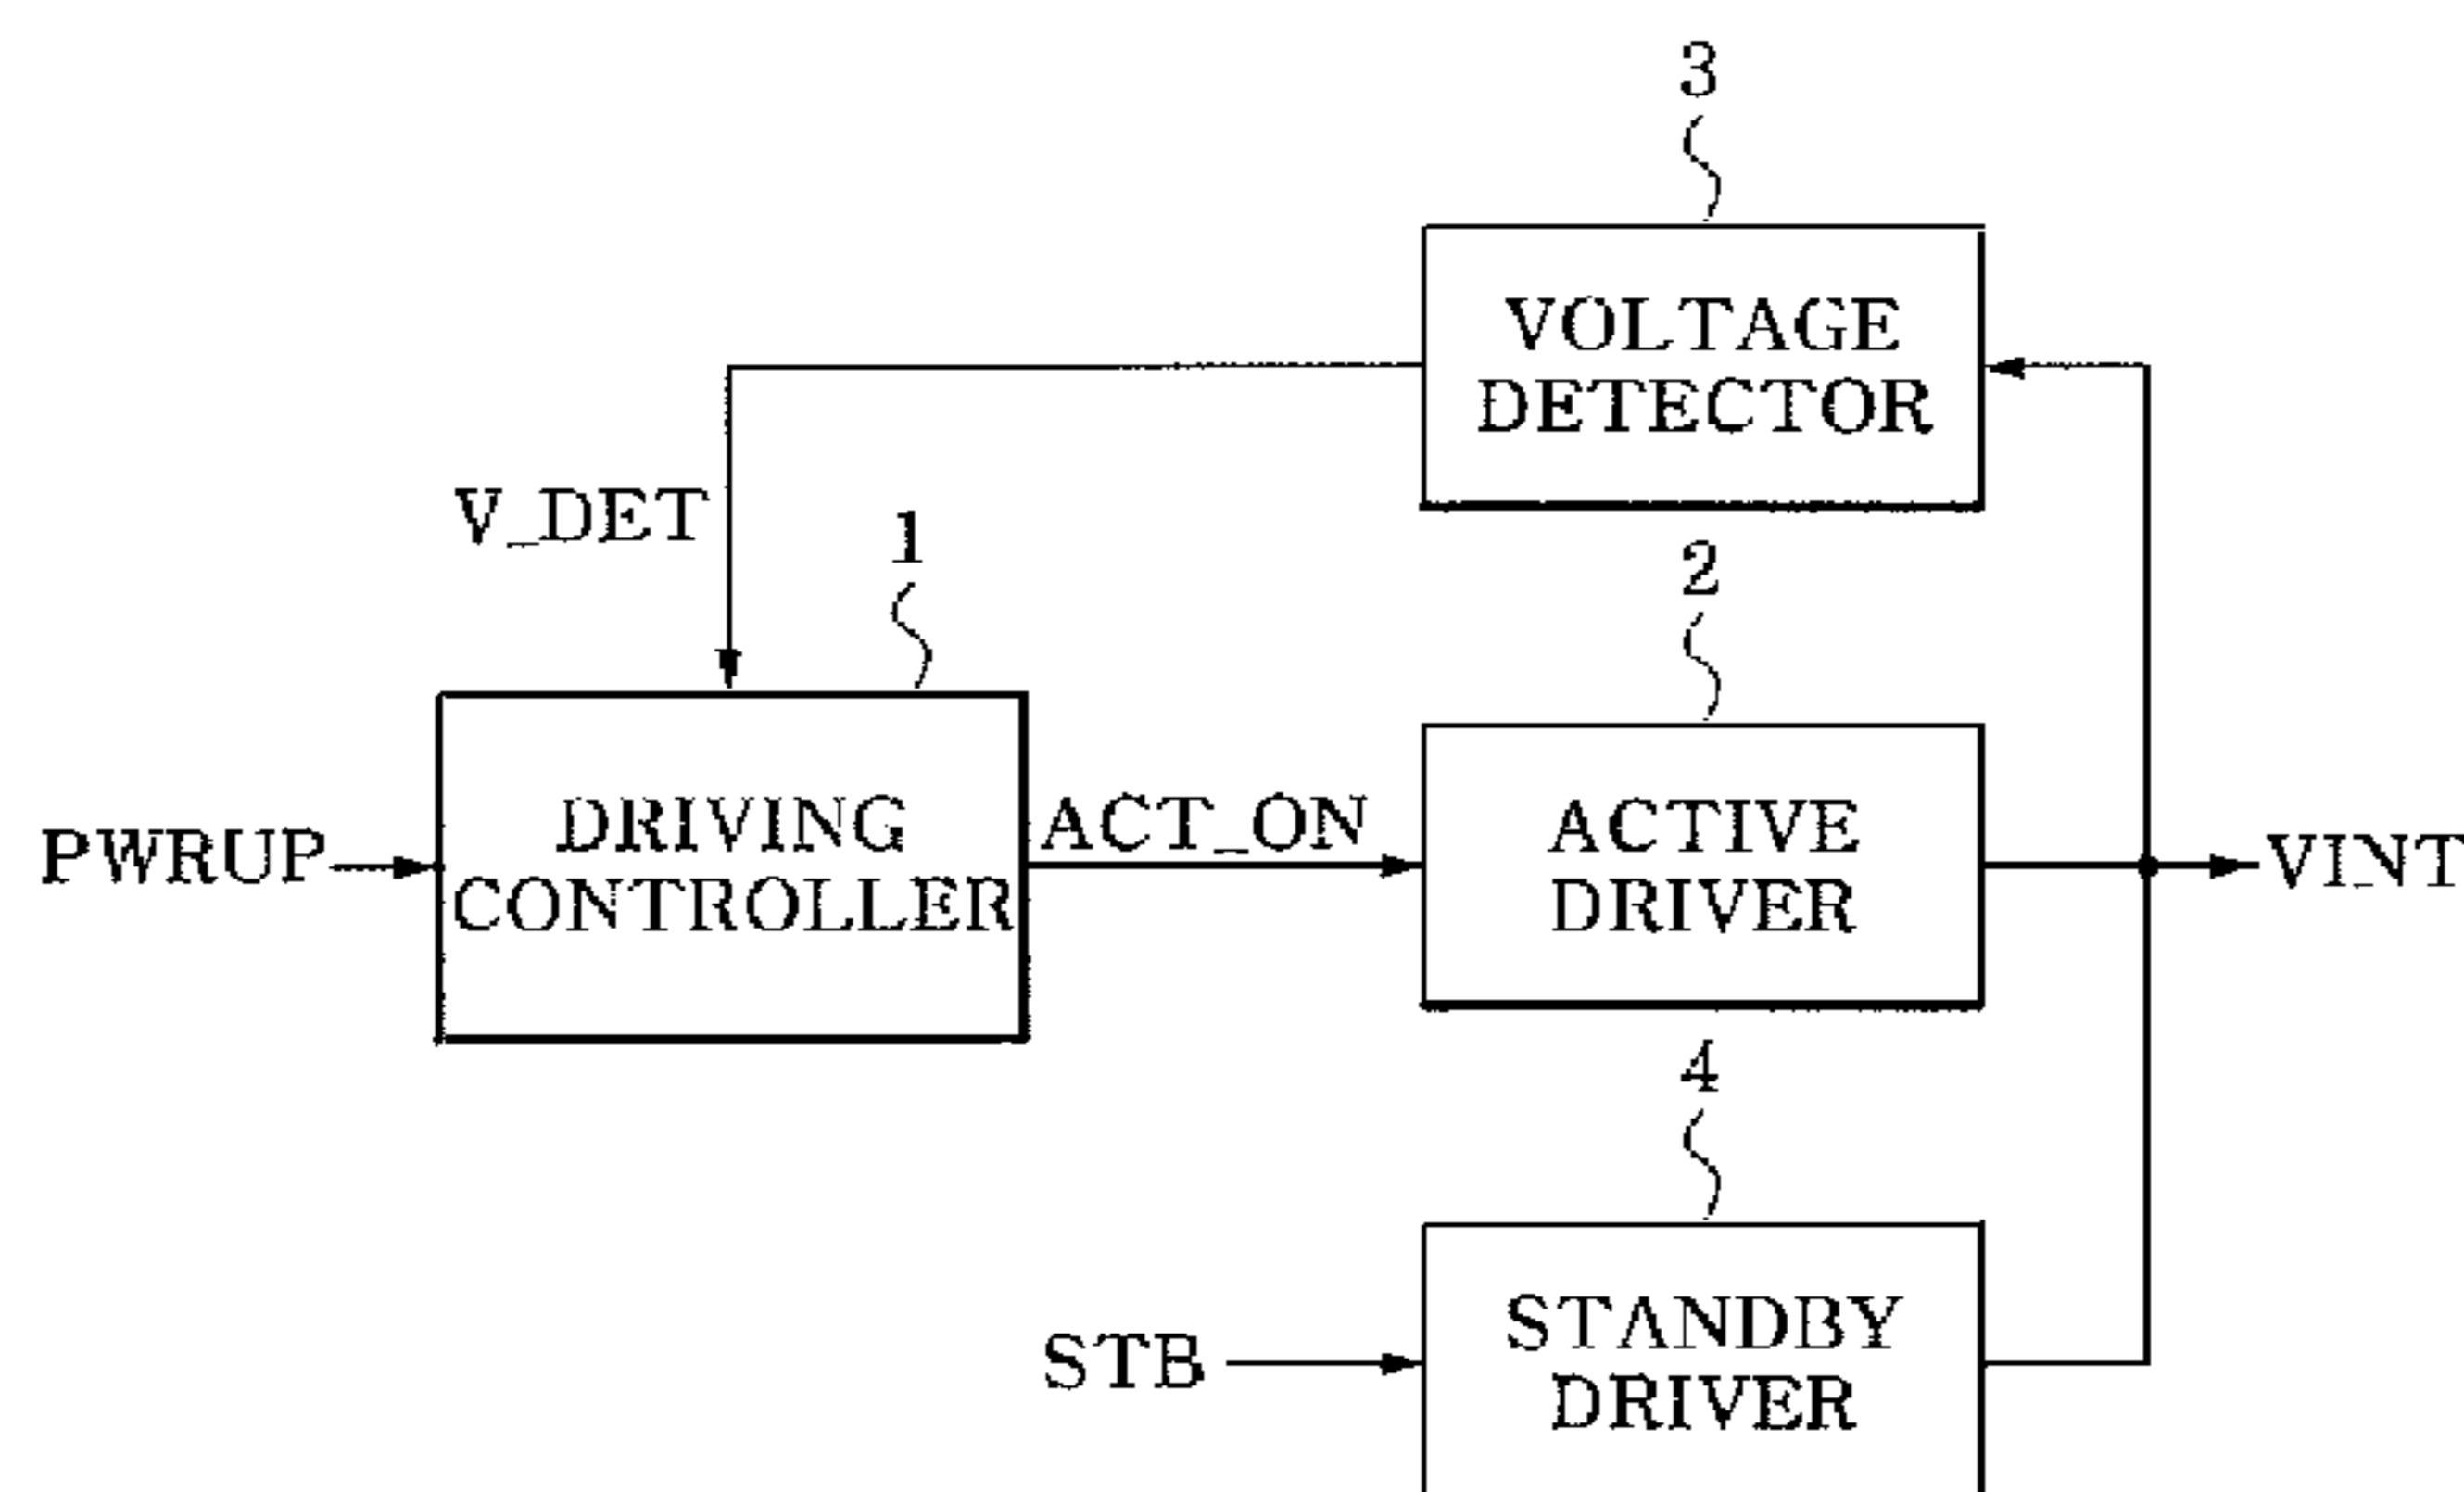 3
VOLTAGE
DETECTOR
V_DET
1
2
PWRUP
DRIVING
CONTROLLER
ACT_ON
ACTIVE
DRIVER
VINT
4
STB
STANDBY
DRIVER